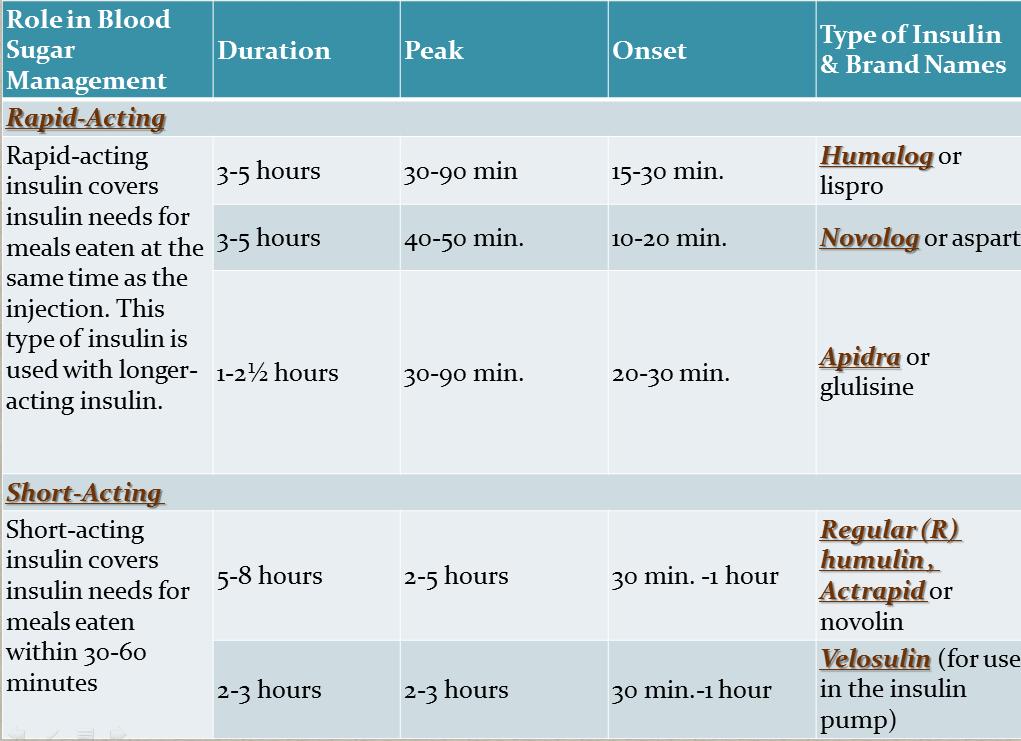 Role in Blood
Sugar
Management
Duration
Peak
Onset
Type of Insulin
& Brand Names
Rapid-Acting
Rapid-acting
insulin covers
insulin needs for
meals eaten at the
same time as the
injection. This
type of insulin is
used with longer-
acting insulin.
3-5 hours
30-90 min
15-30 min.
Humalog or
lispro
3-5 hours
40-50 min.
10-20 min.
Novolog or aspart
1-2½ hours
30-90 min.
20-30 min.
Apidra or
glulisine
Short-Acting
Short-acting
insulin covers
insulin needs for
meals eaten
within 30-60
minutes
5-8 hours
2-5 hours
30 min. -1 hour
Regular (R)
humulin ,
Actrapid or
novolin
2-3 hours
2-3 hours
30 min.-1 hour
Velosulin (for use
in the insulin
pump)